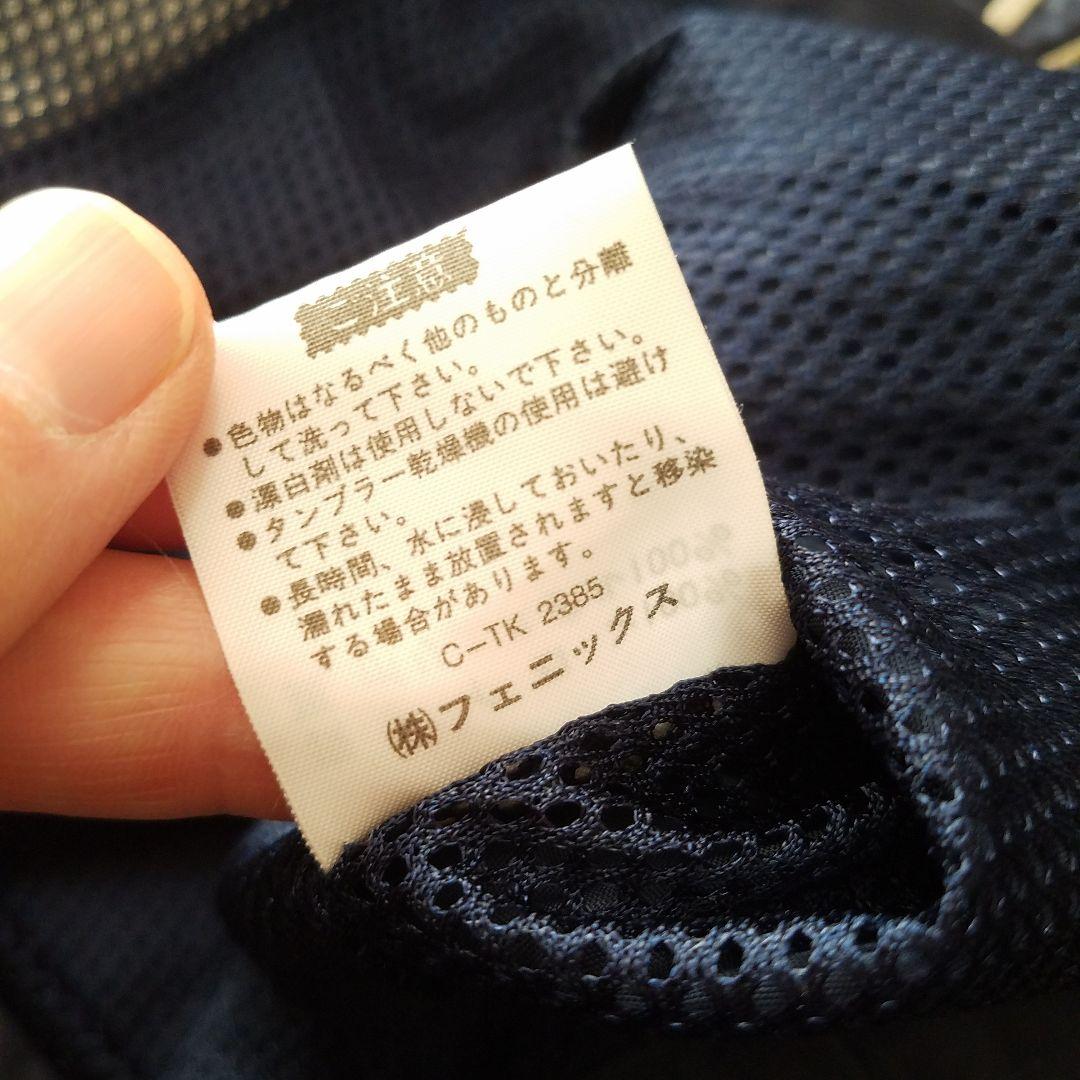 ご注意
●色物はなるべく他のものと分離
して洗って下さい。
●漂白剤は使用しないで下さい。
●タンブラー乾燥機の使用は避け
て下さい。
●長時間、水に浸しておいたり、
濡れたまま放置されますと移染
する場合があります。
C-TK 2385
㈱フェニックス